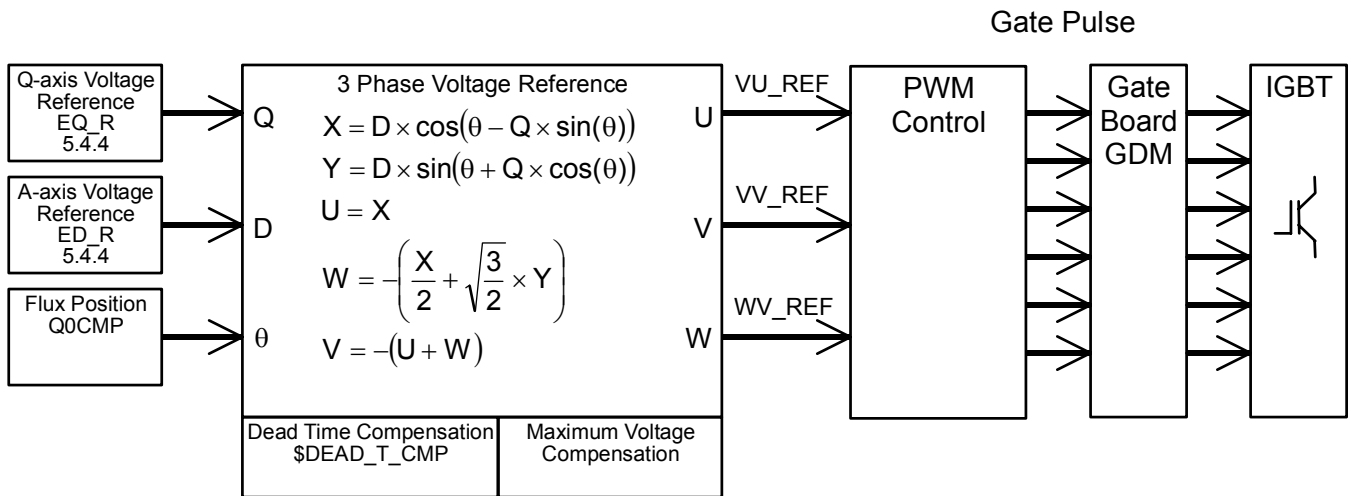 Gate Pulse
Q-axis Voltage
Reference
EQ_R
5.4.4
A-axis Voltage
Reference
ED_R
5.4.4
Flux Position
Q0CMP
3 Phase Voltage Reference
Q
D
θ
X = D × cos(θ − Q × sin(θ))
Y = D × sin(θ + Q × cos(θ))
U = X
W = −(X/2 + √(3/2) × Y)
V = −(U + W)
U
V
W
Dead Time Compensation
$DEAD_T_CMP
Maximum Voltage
Compensation
VU_REF
VV_REF
WV_REF
PWM
Control
Gate
Board
GDM
IGBT